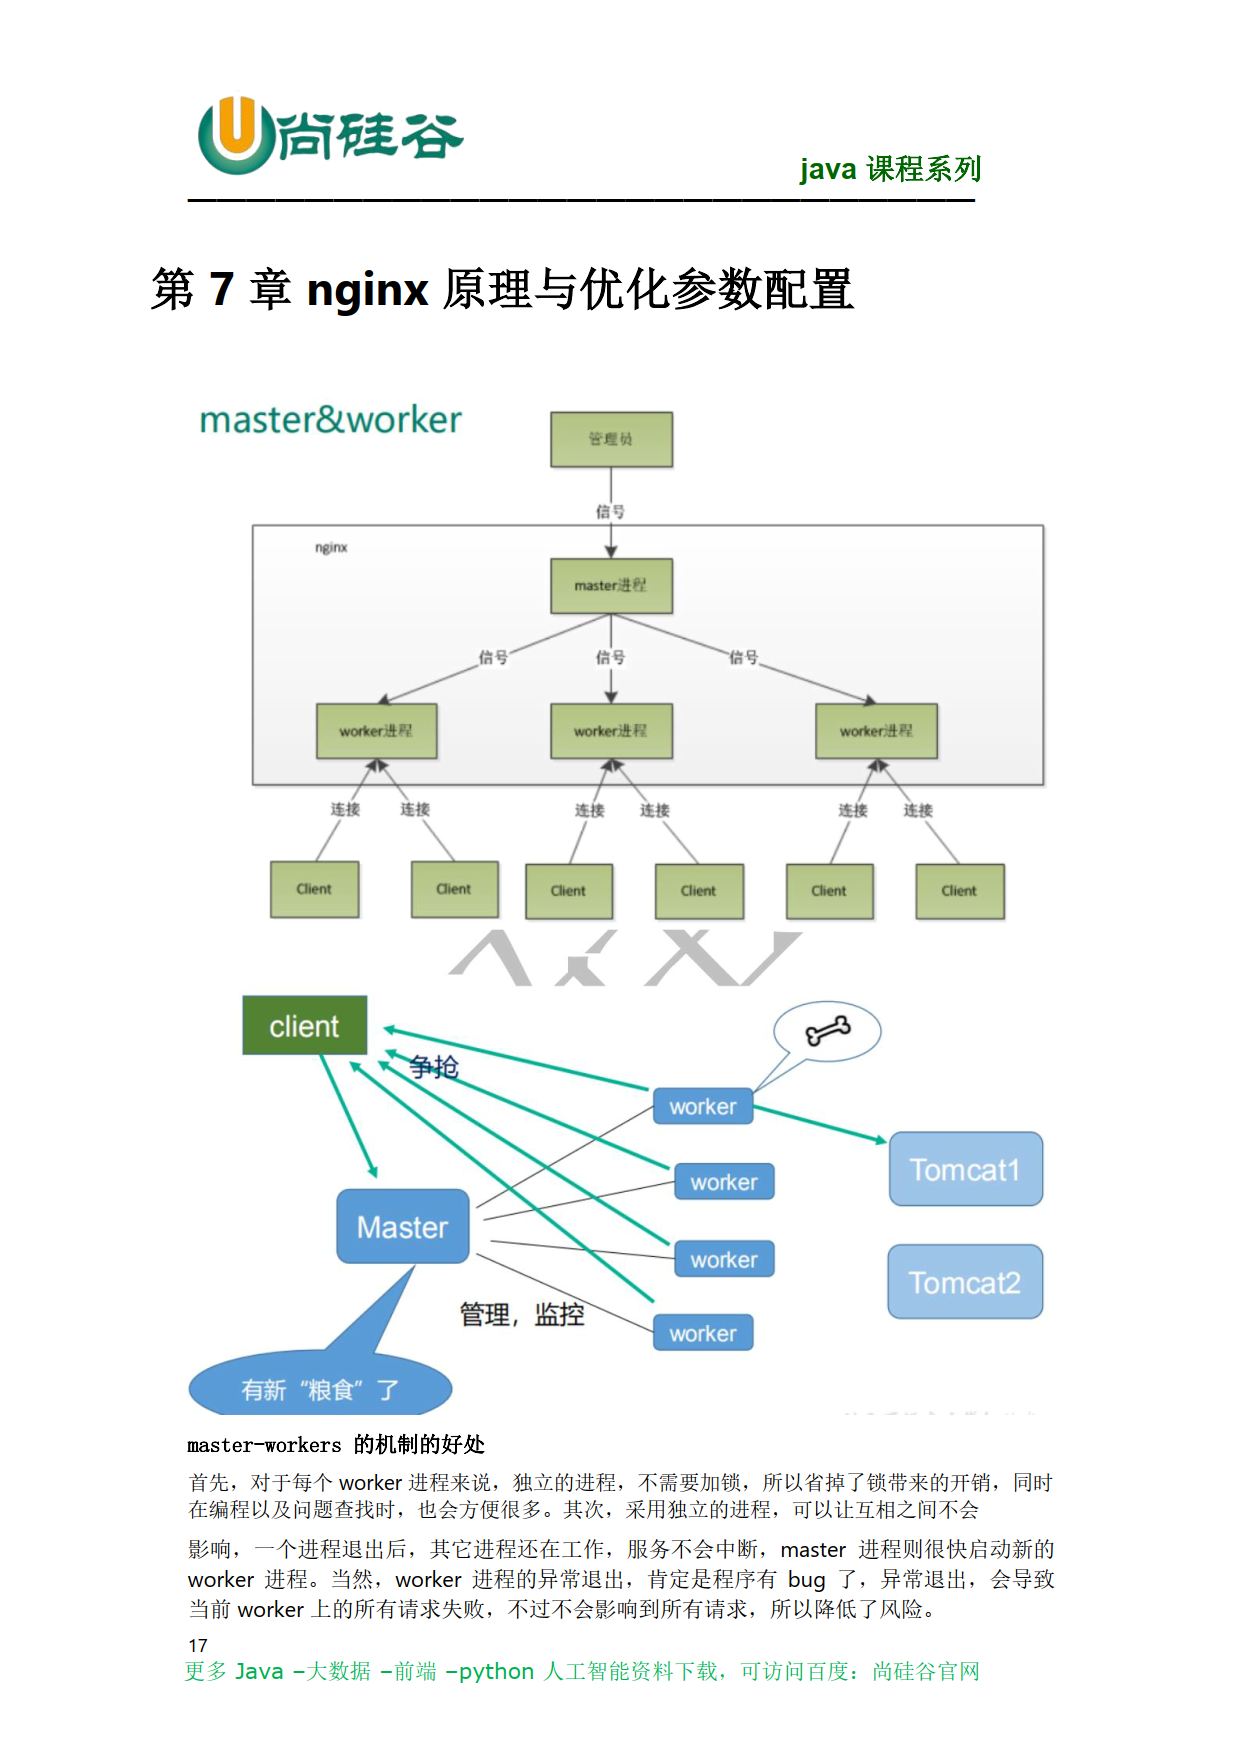 尚硅谷
java 课程系列
第 7 章 nginx 原理与优化参数配置
master&worker
管理员
信号
nginx
master进程
信号 信号 信号
worker进程 worker进程 worker进程
连接 连接 连接 连接 连接 连接
Client Client Client Client Client Client
client
争抢
worker
Tomcat1
worker
Master
worker
Tomcat2
管理，监控
worker
有新“粮食”了
master-workers 的机制的好处
首先，对于每个 worker 进程来说，独立的进程，不需要加锁，所以省掉了锁带来的开销，同时
在编程以及问题查找时，也会方便很多。其次，采用独立的进程，可以让互相之间不会
影响，一个进程退出后，其它进程还在工作，服务不会中断，master 进程则很快启动新的
worker 进程。当然，worker 进程的异常退出，肯定是程序有 bug 了，异常退出，会导致
当前 worker 上的所有请求失败，不过不会影响到所有请求，所以降低了风险。
17
更多 Java –大数据 –前端 –python 人工智能资料下载，可访问百度：尚硅谷官网